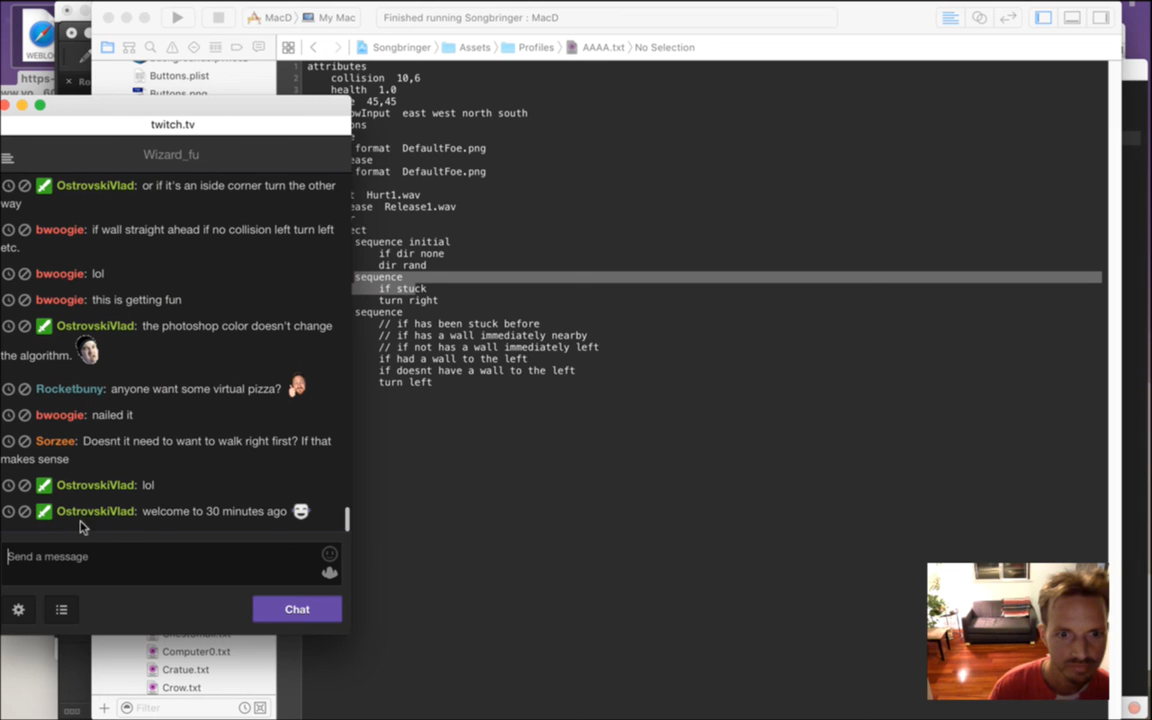 MacD
My Mac
Finished running Songbringer : MacD
WEBLOC
https-
Songbringer
Assets
Profiles
AAAA.txt
No Selection
Buttons.plist
Buttons.png
1 attributes
2 collision 10,6
3 health 1.0
45,45
east west north south
format DefaultFoe.png
format DefaultFoe.png
Hurt1.wav
Release1.wav
sequence initial
if dir none
dir rand
sequence
if stuck
turn right
sequence
// if has been stuck before
// if has a wall immediately nearby
// if not has a wall immediately left
if had a wall to the left
if doesnt have a wall to the left
turn left
twitch.tv
Wizard_fu
OstrovskiVlad: or if it's an iside corner turn the other
way
bwoogie: if wall straight ahead if no collision left turn left
etc.
bwoogie: lol
bwoogie: this is getting fun
OstrovskiVlad: the photoshop color doesn't change
the algorithm.
Rocketbuny: anyone want some virtual pizza?
bwoogie: nailed it
Sorzee: Doesnt it need to want to walk right first? If that
makes sense
OstrovskiVlad: lol
OstrovskiVlad: welcome to 30 minutes ago
Send a message
Chat
Computer0.txt
Cratue.txt
Crow.txt
Filter